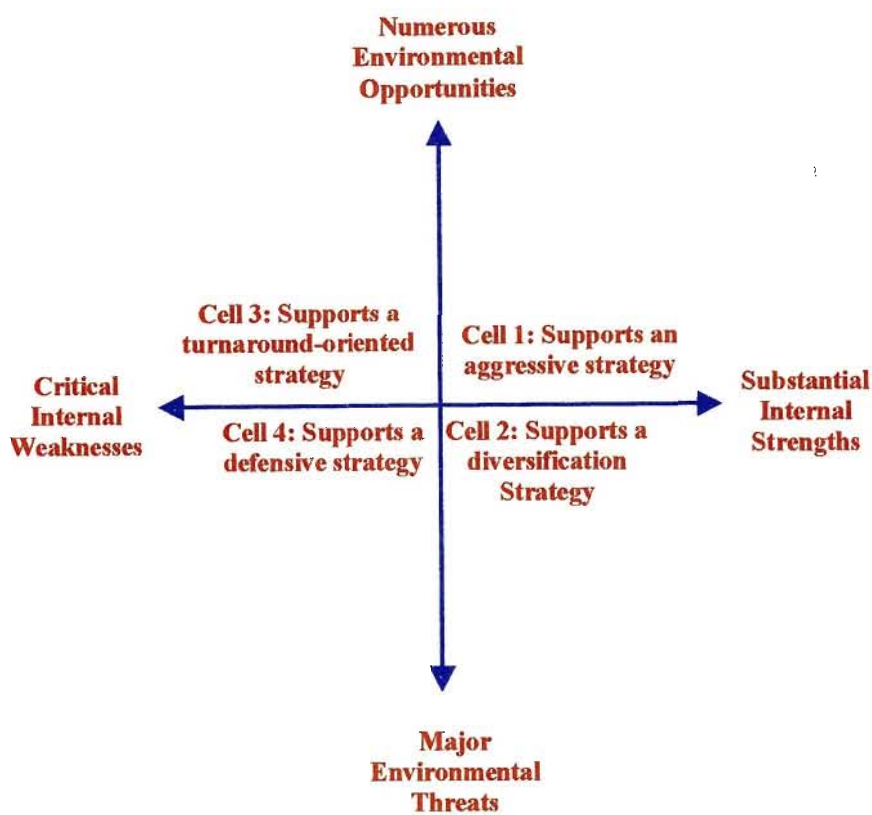 Numerous
Environmental
Opportunities
Cell 3: Supports a
turnaround-oriented
strategy
Cell 1: Supports an
aggressive strategy
Critical
Internal
Weaknesses
Substantial
Internal
Strengths
Cell 4: Supports a
defensive strategy
Cell 2: Supports a
diversification
Strategy
Major
Environmental
Threats